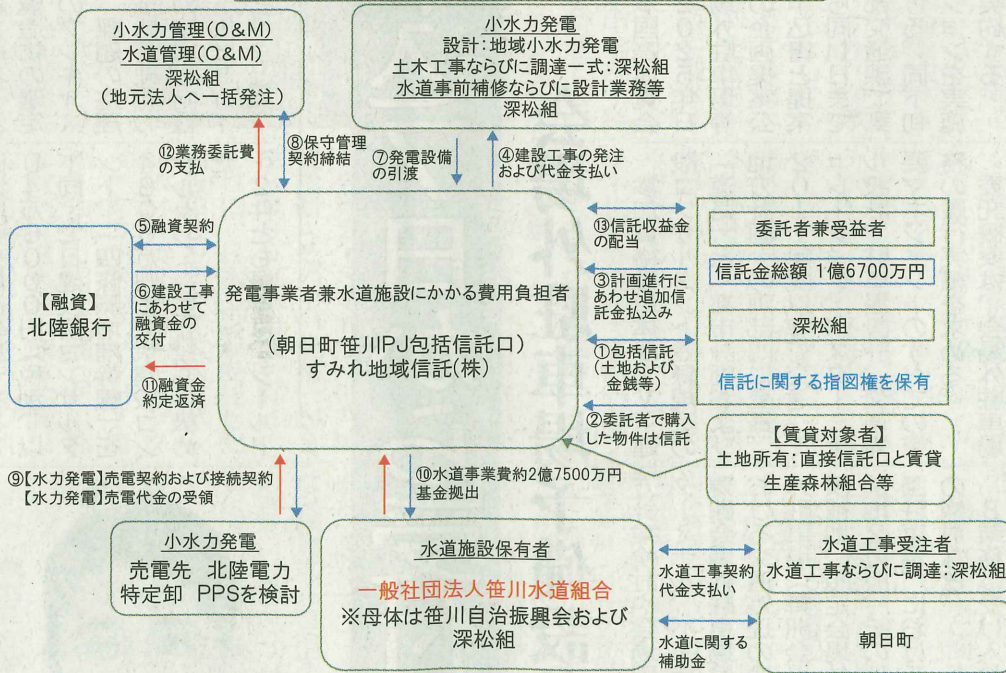 小水力管理(O&M)
水道管理(O&M)
深松組
(地元法人へ一括発注)
小水力発電
設計:地域小水力発電
土木工事ならびに調達一式:深松組
水道事前補修ならびに設計業務等
深松組
⑫業務委託費
の支払
⑧保守管理
契約締結
⑦発電設備
の引渡
④建設工事の発注
および代金支払い
【融資】
北陸銀行
⑤融資契約
⑥建設工事
にあわせて
融資金の
交付
⑪融資金
約定返済
発電事業者兼水道施設にかかる費用負担者
(朝日町笹川PJ包括信託口)
すみれ地域信託(株)
⑬信託収益金
の配当
③計画進行に
あわせ追加信
託金払込み
①包括信託
(土地および
金銭等)
②委託者で購入
した物件は信託
委託者兼受益者
信託金総額 1億6700万円
深松組
信託に関する指図権を保有
【賃貸対象者】
土地所有:直接信託口と賃貸
生産森林組合等
⑨【水力発電】売電契約および接続契約
【水力発電】売電代金の受領
⑩水道事業費約2億7500万円
基金拠出
小水力発電
売電先 北陸電力
特定卸 PPSを検討
水道施設保有者
一般社団法人笹川水道組合
※母体は笹川自治振興会および
深松組
水道工事契約
代金支払い
水道に関する
補助金
水道工事受注者
水道工事ならびに調達:深松組
朝日町